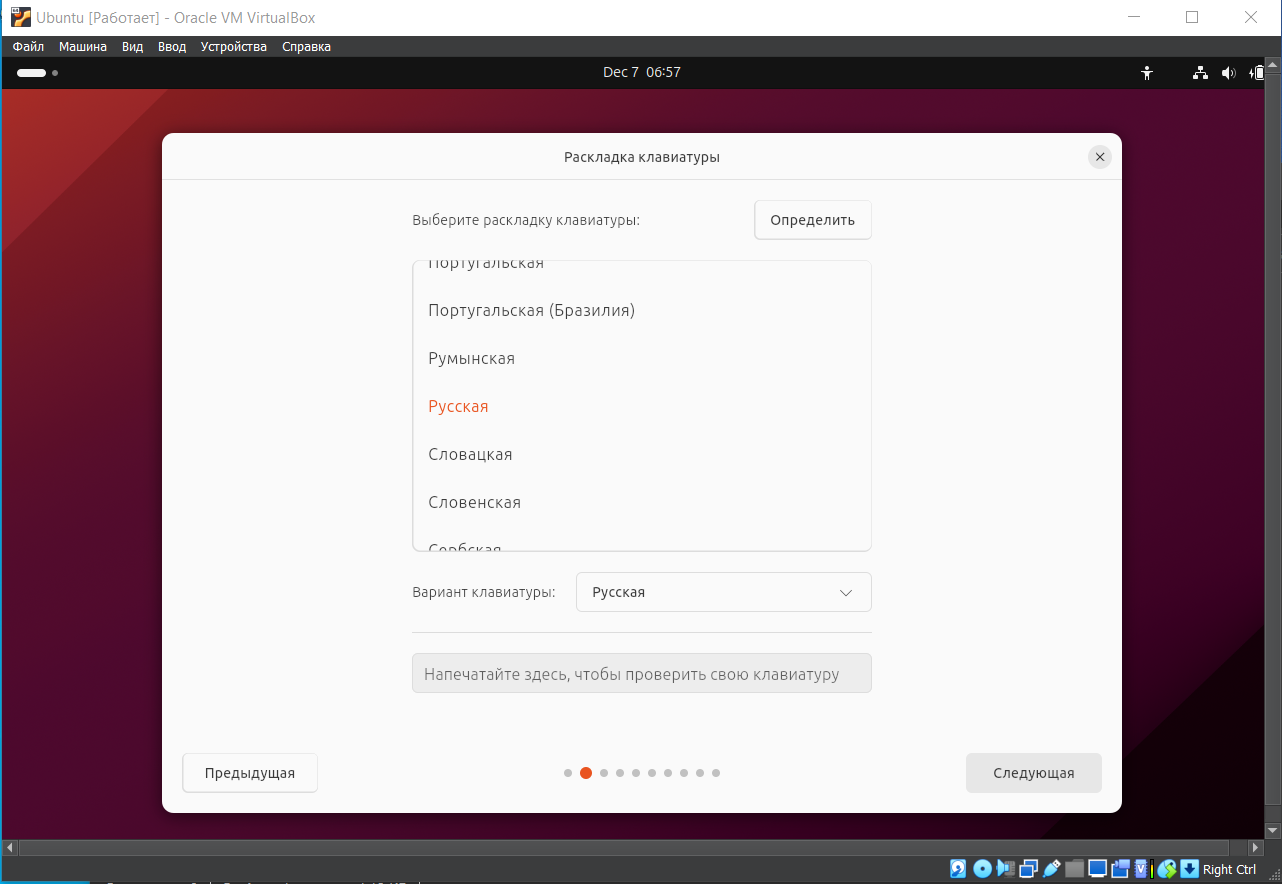 Ubuntu [Работает] - Oracle VM VirtualBox
Файл Машина Вид Ввод Устройства Справка
Dec 7 06:57
Раскладка клавиатуры
Выберите раскладку клавиатуры:
Определить
Португальская
Португальская (Бразилия)
Румынская
Русская
Словацкая
Словенская
Сербская
Вариант клавиатуры:
Русская
Напечатайте здесь, чтобы проверить свою клавиатуру
Предыдущая
Следующая
Right Ctrl